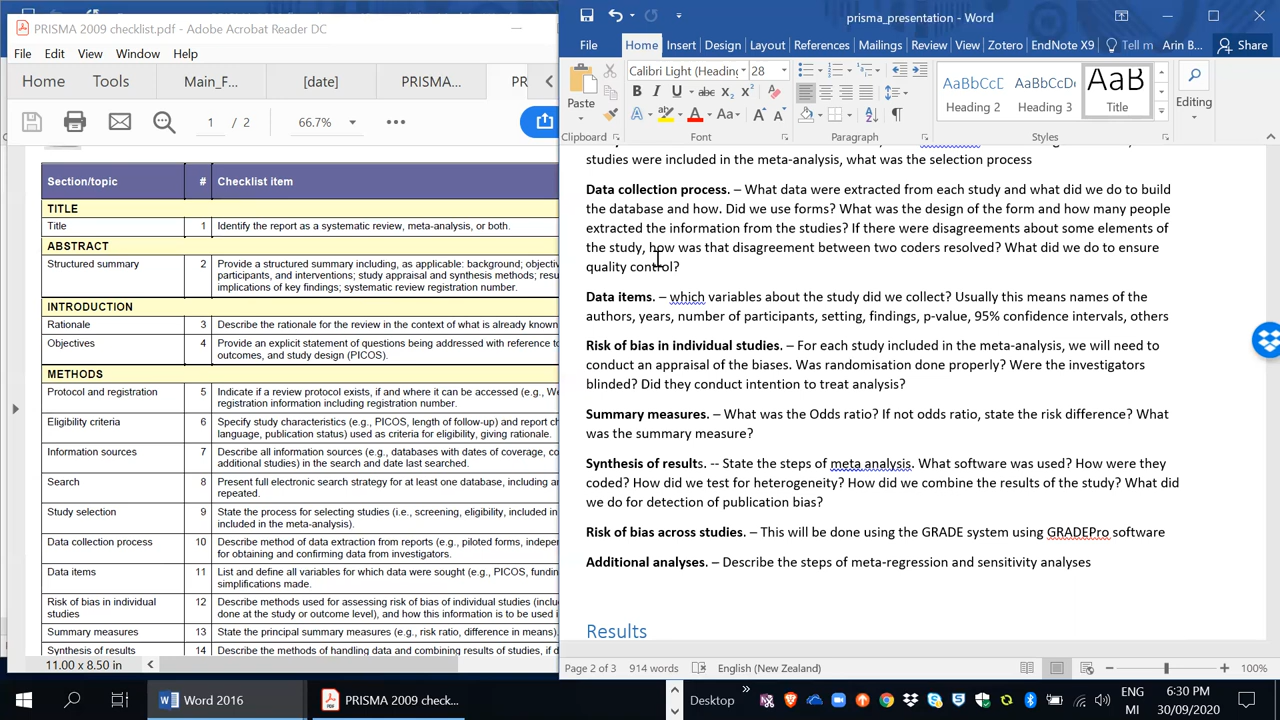 PRISMA 2009 checklist.pdf - Adobe Acrobat Reader DC
File Edit View Window Help
Home Tools Main_F... [date] PRISM... PR
1 / 2 66.7%
Section/topic # Checklist item
TITLE
Title 1 Identify the report as a systematic review, meta-analysis, or both.
ABSTRACT
Structured summary 2 Provide a structured summary including, as applicable: background; objectiv
participants, and interventions; study appraisal and synthesis methods; resu
implications of key findings; systematic review registration number.
INTRODUCTION
Rationale 3 Describe the rationale for the review in the context of what is already known
Objectives 4 Provide an explicit statement of questions being addressed with reference to
outcomes, and study design (PICOS).
METHODS
Protocol and registration 5 Indicate if a review protocol exists, if and where it can be accessed (e.g., We
registration information including registration number.
Eligibility criteria 6 Specify study characteristics (e.g., PICOS, length of follow-up) and report ch
language, publication status) used as criteria for eligibility, giving rationale.
Information sources 7 Describe all information sources (e.g., databases with dates of coverage, co
additional studies) in the search and date last searched.
Search 8 Present full electronic search strategy for at least one database, including an
repeated.
Study selection 9 State the process for selecting studies (i.e., screening, eligibility, included in
included in the meta-analysis).
Data collection process 10 Describe method of data extraction from reports (e.g., piloted forms, indepen
for obtaining and confirming data from investigators.
Data items 11 List and define all variables for which data were sought (e.g., PICOS, fundin
simplifications made.
Risk of bias in individual studies 12 Describe methods used for assessing risk of bias of individual studies (inclu
done at the study or outcome level), and how this information is to be used i
Summary measures 13 State the principal summary measures (e.g., risk ratio, difference in means).
Synthesis of results 14 Describe the methods of handling data and combining results of studies, if d
11.00 x 8.50 in
prisma_presentation - Word
File Home Insert Design Layout References Mailings Review View Zotero EndNote X9 Tell m Arin B... Share
Paste Calibri Light (Heading 28
AaBbCcD AaBbCcDc AaB
B I U abc x₂ x² Heading 2 Heading 3 Title Editing
Clipboard Font Paragraph Styles
studies were included in the meta-analysis, what was the selection process
Data collection process. – What data were extracted from each study and what did we do to build
the database and how. Did we use forms? What was the design of the form and how many people
extracted the information from the studies? If there were disagreements about some elements of
the study, how was that disagreement between two coders resolved? What did we do to ensure
quality control?
Data items. – which variables about the study did we collect? Usually this means names of the
authors, years, number of participants, setting, findings, p-value, 95% confidence intervals, others
Risk of bias in individual studies. – For each study included in the meta-analysis, we will need to
conduct an appraisal of the biases. Was randomisation done properly? Were the investigators
blinded? Did they conduct intention to treat analysis?
Summary measures. – What was the Odds ratio? If not odds ratio, state the risk difference? What
was the summary measure?
Synthesis of results. -- State the steps of meta analysis. What software was used? How were they
coded? How did we test for heterogeneity? How did we combine the results of the study? What did
we do for detection of publication bias?
Risk of bias across studies. – This will be done using the GRADE system using GRADEPro software
Additional analyses. – Describe the steps of meta-regression and sensitivity analyses
Results
Page 2 of 3 914 words English (New Zealand) 100%
Word 2016 PRISMA 2009 check... Desktop ENG 6:30 PM
MI 30/09/2020